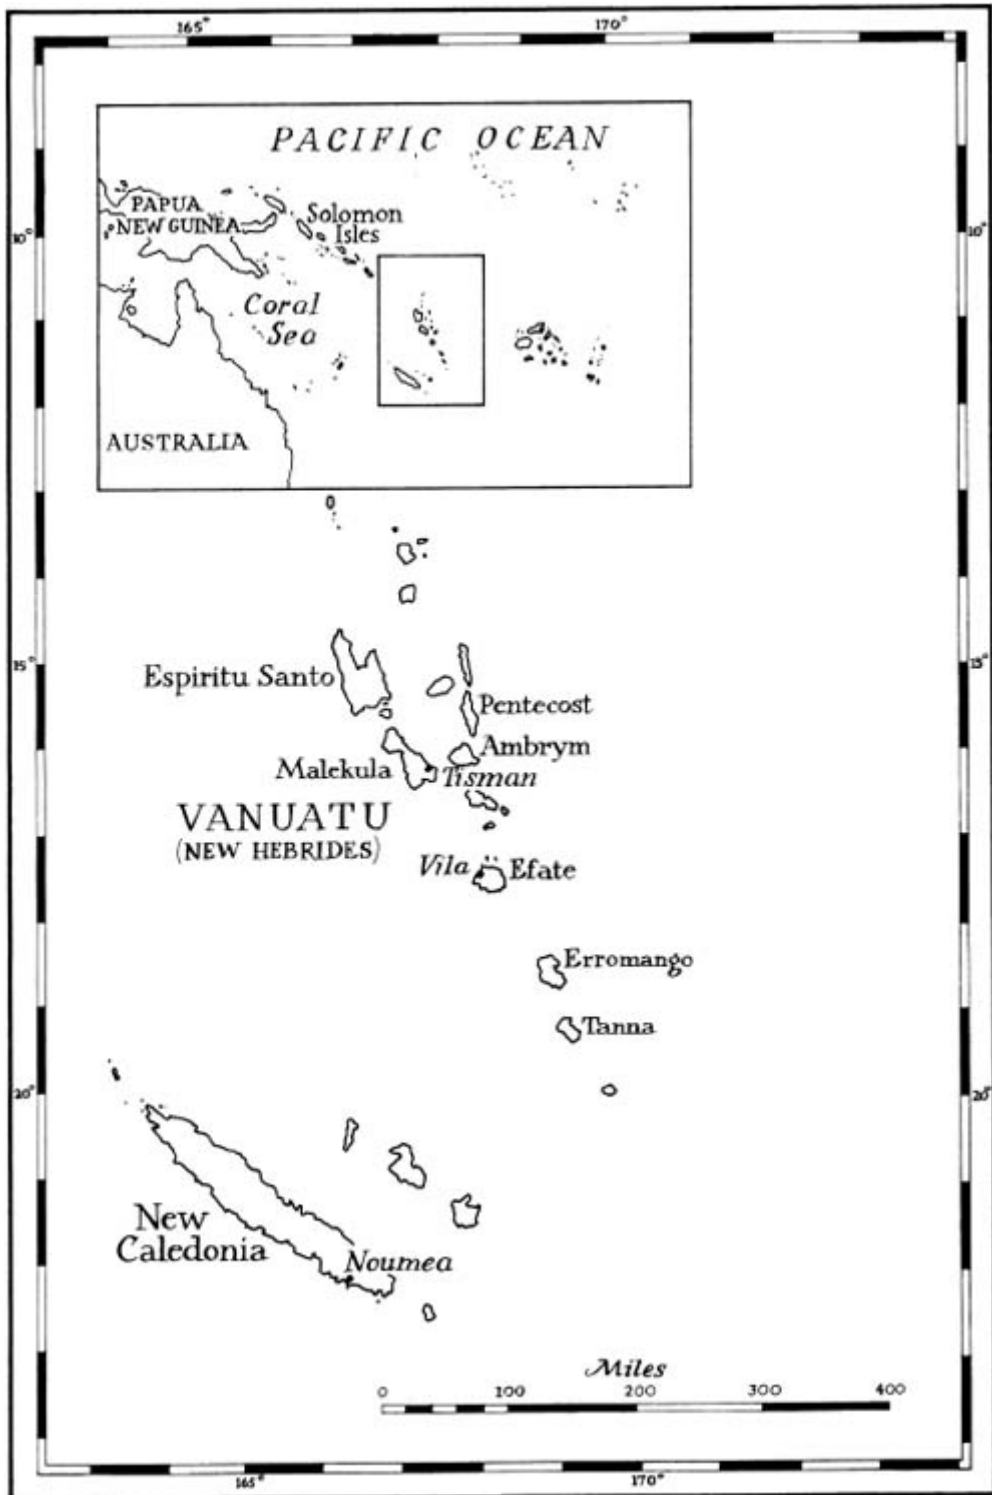 165° 170°
PACIFIC OCEAN
PAPUA
NEW GUINEA
Solomon
Isles
10° 10°
Coral
Sea
AUSTRALIA
15° 15°
Espiritu Santo
Pentecost
Ambrym
Malekula
Tisman
VANUATU
(NEW HEBRIDES)
Vila
Efate
Erromango
Tanna
20° 20°
New
Caledonia
Noumea
Miles
0 100 200 300 400
165° 170°